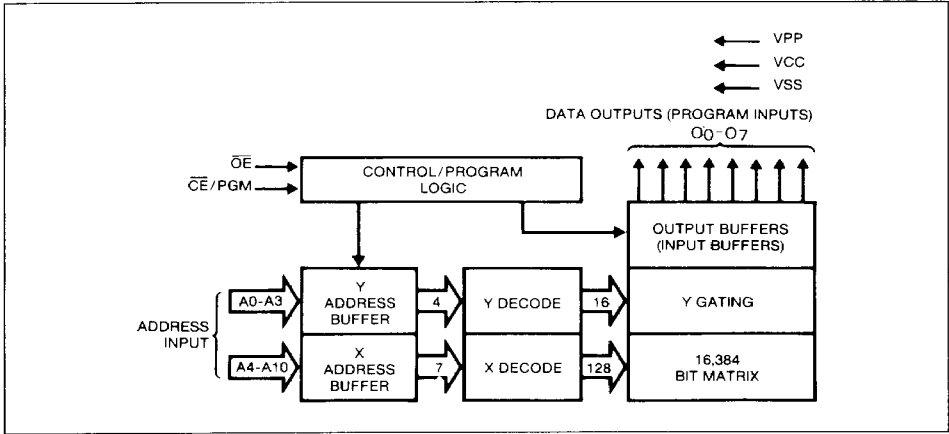 VPP
VCC
VSS
DATA OUTPUTS (PROGRAM INPUTS)
O0-O7
OE
CE/PGM
CONTROL/PROGRAM
LOGIC
OUTPUT BUFFERS
(INPUT BUFFERS)
ADDRESS
INPUT
A0-A3
Y
ADDRESS
BUFFER
4
Y DECODE
16
Y GATING
A4-A10
X
ADDRESS
BUFFER
7
X DECODE
128
16,384
BIT MATRIX